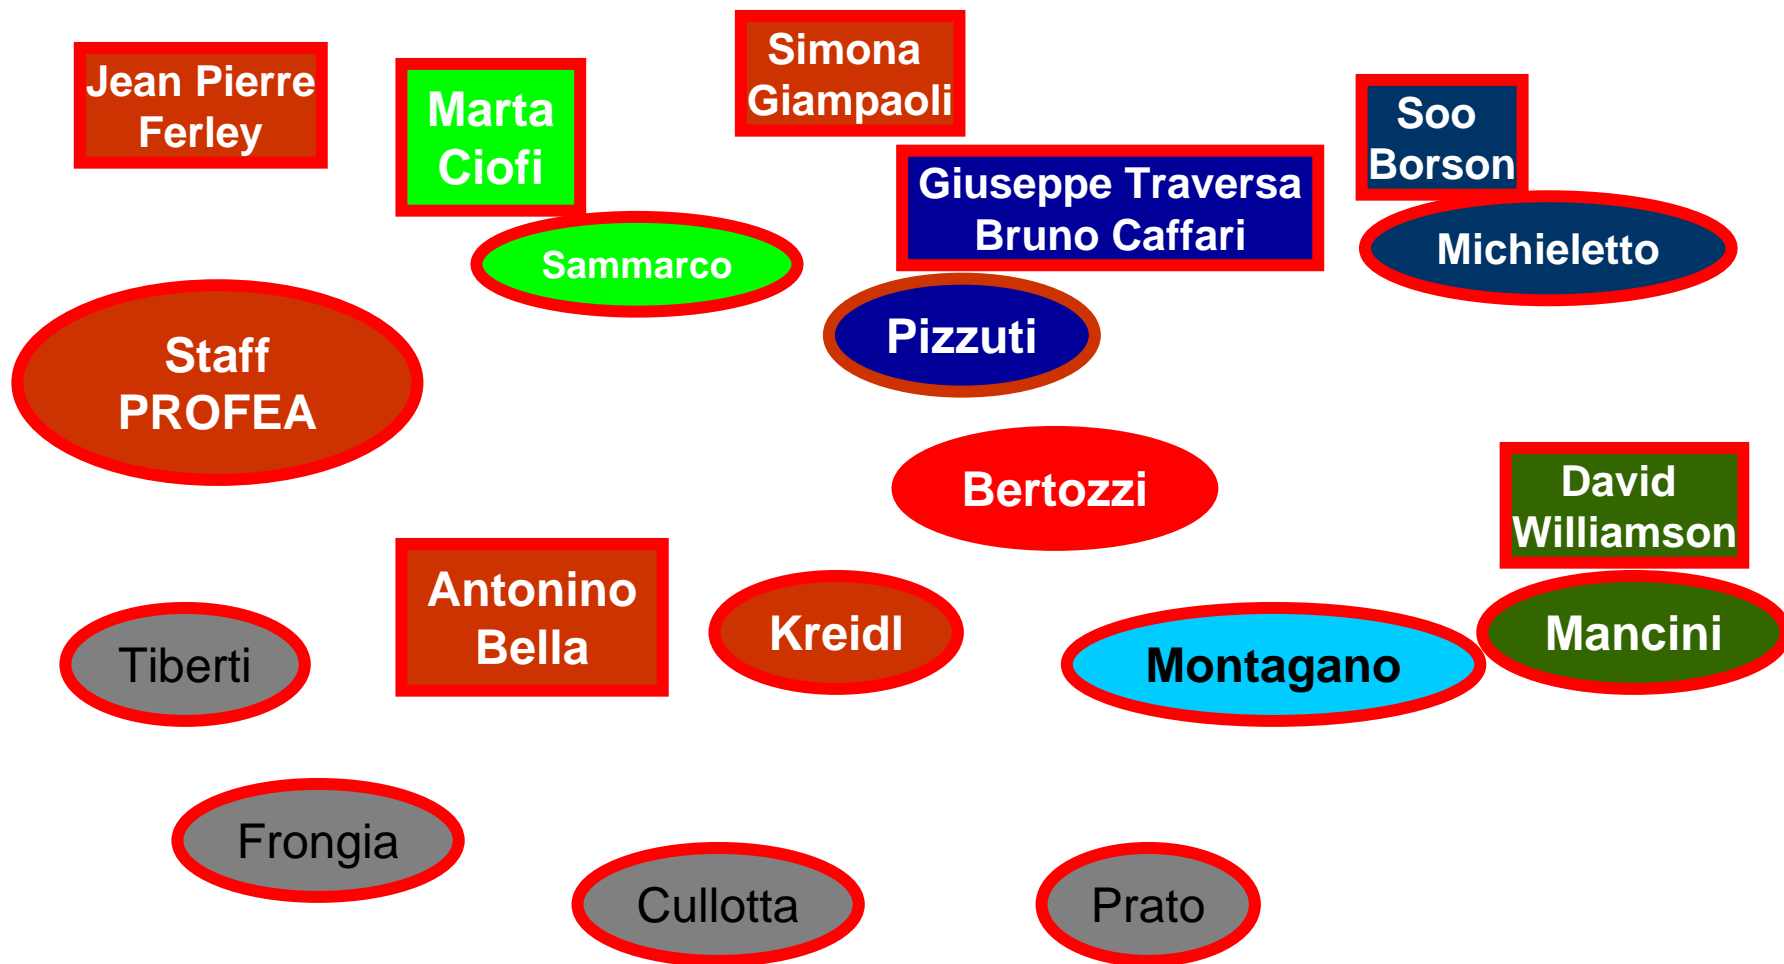 Jean Pierre
Ferley
Marta
Ciofi
Simona
Giampaoli
Soo
Borson
Giuseppe Traversa
Bruno Caffari
Sammarco
Michieletto
Pizzuti
Staff
PROFEA
Bertozzi
David
Williamson
Antonino
Bella
Kreidl
Mancini
Tiberti
Montagano
Frongia
Cullotta
Prato